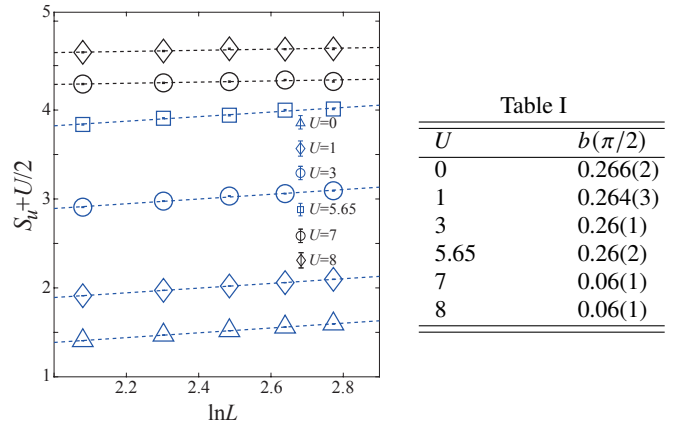 5
4
3
2
1
S_u+U/2
U=0
U=1
U=3
U=5.65
U=7
U=8
2.2 2.4 2.6 2.8
lnL
Table I
U b(π/2)
0 0.266(2)
1 0.264(3)
3 0.26(1)
5.65 0.26(2)
7 0.06(1)
8 0.06(1)